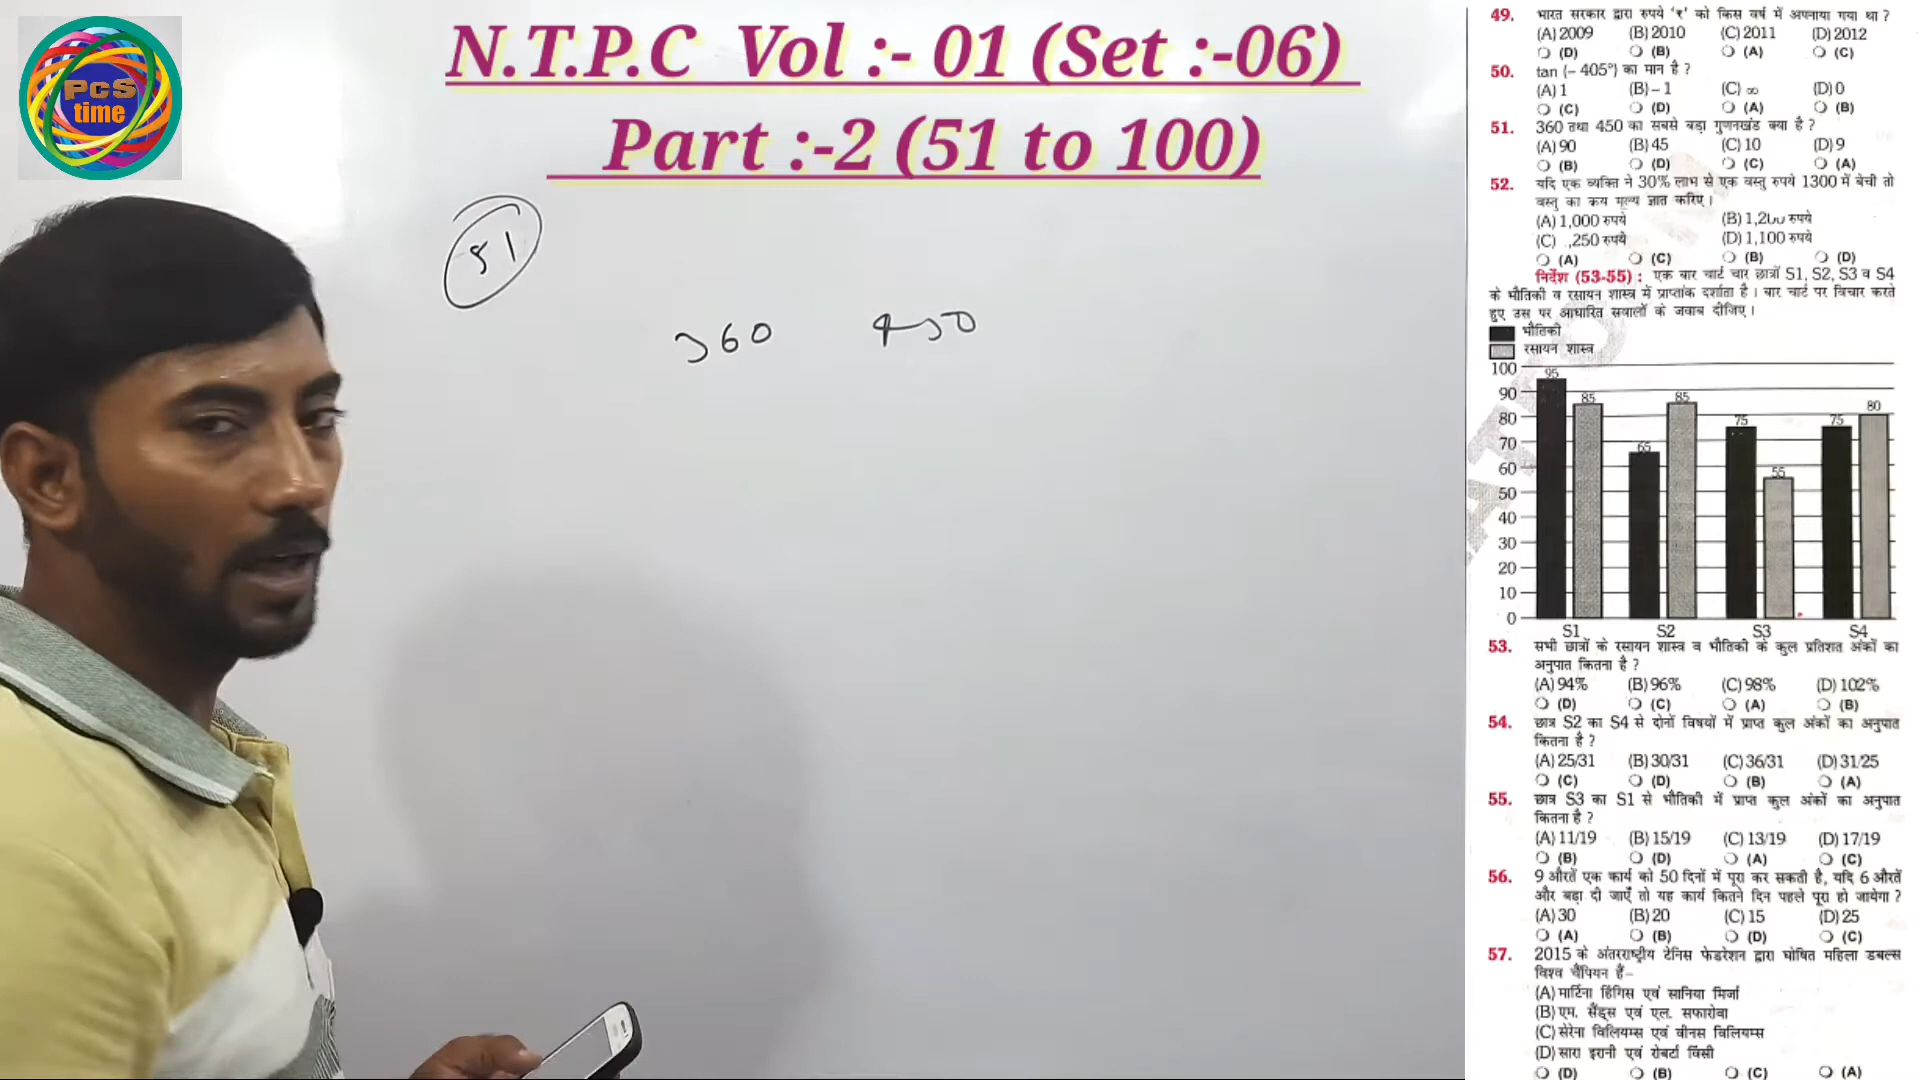 PcS
time
N.T.P.C Vol :- 01 (Set :-06)
Part :-2 (51 to 100)
51
360 450
49. भारत सरकार द्वारा रुपये ‘₹’ को किस वर्ष में अपनाया गया था ?
(A) 2009 (B) 2010 (C) 2011 (D) 2012
(D) (B) (A) (C)
50. tan (– 405°) का मान है ?
(A) 1 (B) – 1 (C) ∞ (D) 0
(C) (D) (A) (B)
51. 360 तथा 450 का सबसे बड़ा गुणनखंड क्या है ?
(A) 90 (B) 45 (C) 10 (D) 9
(B) (D) (C) (A)
52. यदि एक व्यक्ति ने 30% लाभ से एक वस्तु रुपये 1300 में बेची तो
वस्तु का क्रय मूल्य ज्ञात करिए।
(A) 1,000 रुपये (B) 1,200 रुपये
(C) ,250 रुपये (D) 1,100 रुपये
(A) (C) (B) (D)
निर्देश (53-55) : एक बार चार्ट चार छात्रों S1, S2, S3 व S4
के भौतिकी व रसायन शास्त्र में प्राप्तांक दर्शाता है। बार चार्ट पर विचार करते
हुए उस पर आधारित सवालों के जवाब दीजिए।
भौतिकी
रसायन शास्त्र
100
90
80
70
60
50
40
30
20
10
0
95 85 65 85 75 55 75 80
S1 S2 S3 S4
53. सभी छात्रों के रसायन शास्त्र व भौतिकी के कुल प्रतिशत अंकों का
अनुपात कितना है ?
(A) 94% (B) 96% (C) 98% (D) 102%
(D) (C) (A) (B)
54. छात्र S2 का S4 से दोनों विषयों में प्राप्त कुल अंकों का अनुपात
कितना है ?
(A) 25/31 (B) 30/31 (C) 36/31 (D) 31/25
(C) (D) (B) (A)
55. छात्र S3 का S1 से भौतिकी में प्राप्त कुल अंकों का अनुपात
कितना है ?
(A) 11/19 (B) 15/19 (C) 13/19 (D) 17/19
(B) (D) (A) (C)
56. 9 औरतें एक कार्य को 50 दिनों में पूरा कर सकती है, यदि 6 औरतें
और बढ़ा दी जाएँ तो यह कार्य कितने दिन पहले पूरा हो जायेगा ?
(A) 30 (B) 20 (C) 15 (D) 25
(A) (B) (D) (C)
57. 2015 के अंतरराष्ट्रीय टेनिस फेडरेशन द्वारा घोषित महिला डबल्स
विश्व चैंपियन हैं–
(A) मार्टिना हिंगिस एवं सानिया मिर्जा
(B) एम. सैंड्स एवं एल. सफारोवा
(C) सेरेना विलियम्स एवं वीनस विलियम्स
(D) सारा इरानी एवं रोबर्टा विंसी
(D) (B) (C) (A)